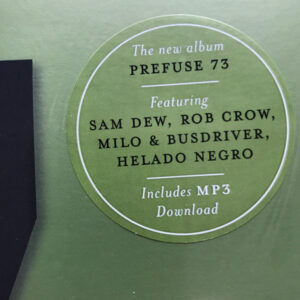 The new album
PREFUSE 73
Featuring
SAM DEW, ROB CROW,
MILO & BUSDRIVER,
HELADO NEGRO
Includes MP3
Download